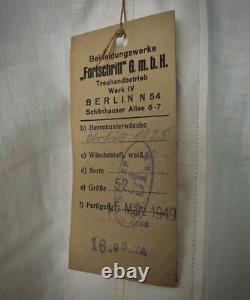 Bekleidungswerke
„Fortschritt" G.m.b.H.
Treuhandbetrieb
Werk IV
BERLIN N 54
Schönhauser Allee 6-7
b) Herrenunterwäsche
c) Wäschestoff, weiß
d) Sorte
e) Größe 52
f) Fertigung 6 März 1949
16.